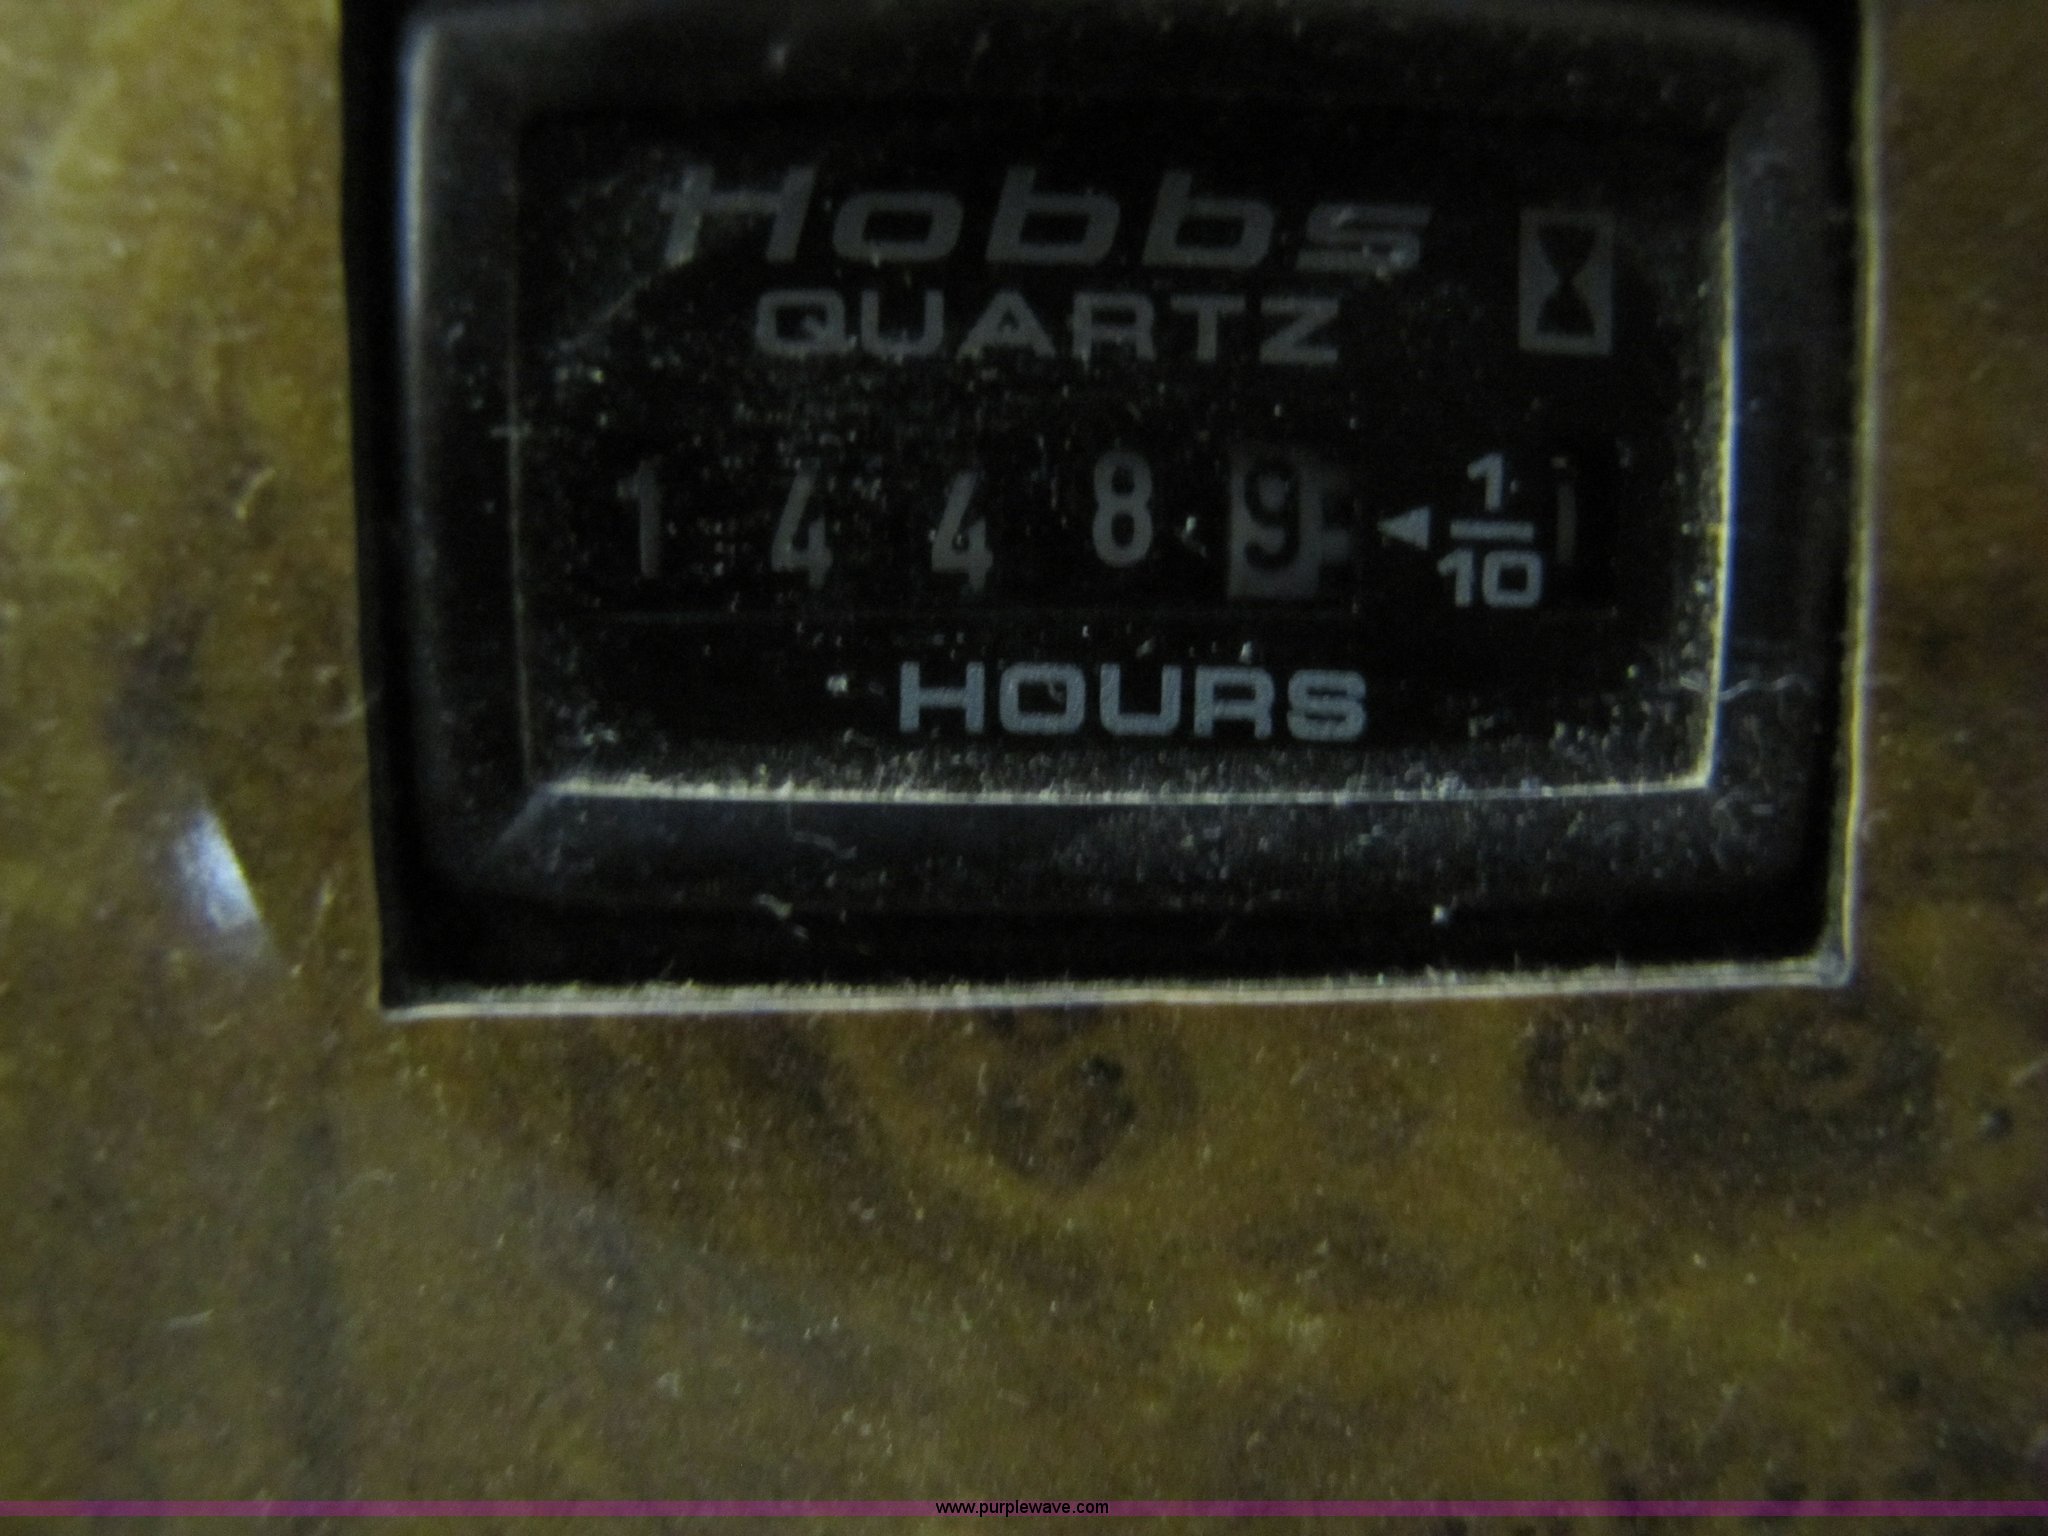 Hobbs
QUARTZ
1 4 4 8 9 ◄ 1/10
HOURS
www.purplewave.com